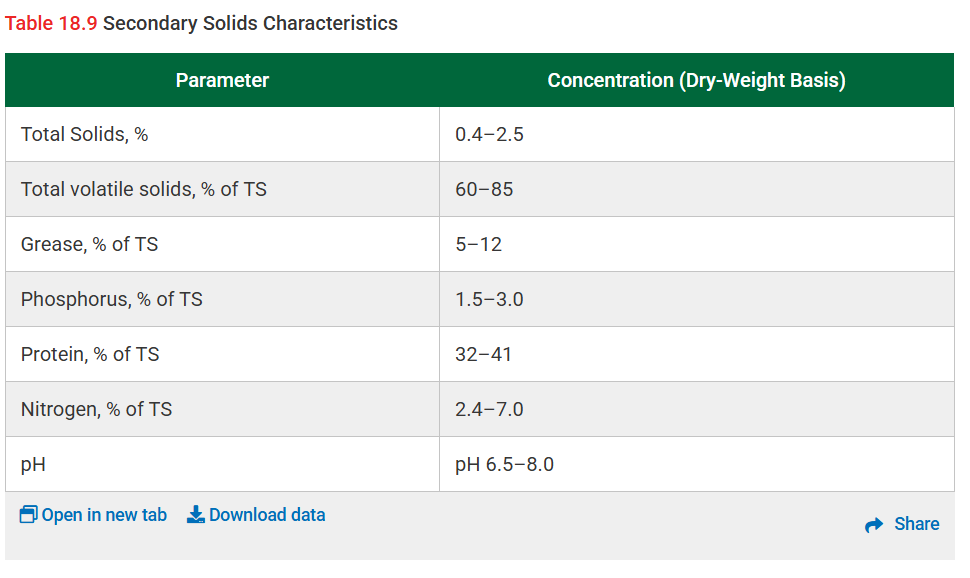 Table 18.9 Secondary Solids Characteristics
Parameter Concentration (Dry-Weight Basis)
Total Solids, % 0.4–2.5
Total volatile solids, % of TS 60–85
Grease, % of TS 5–12
Phosphorus, % of TS 1.5–3.0
Protein, % of TS 32–41
Nitrogen, % of TS 2.4–7.0
pH pH 6.5–8.0
Open in new tab Download data
Share